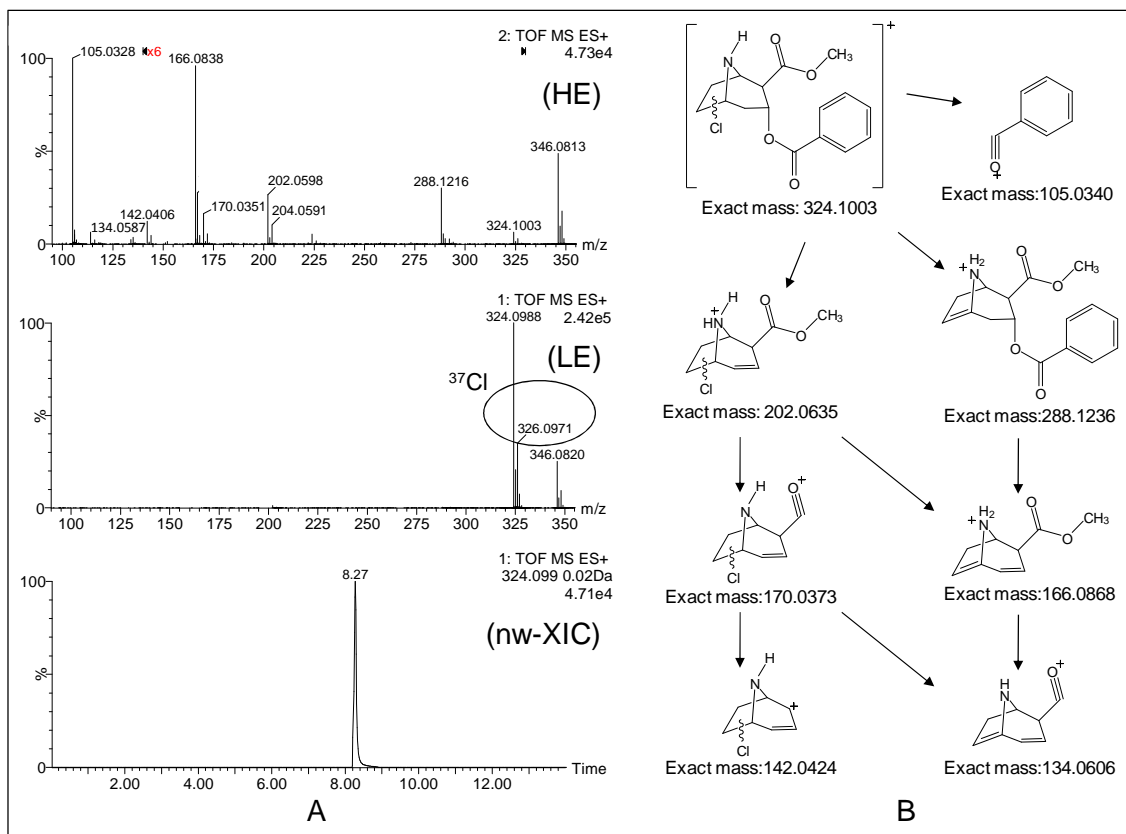 2: TOF MS ES+
4.73e4
(HE)
100
%
0
105.0328
x6
166.0838
346.0813
288.1216
202.0598
204.0591
170.0351
142.0406
134.0587
324.1003
100 125 150 175 200 225 250 275 300 325 350 m/z
1: TOF MS ES+
2.42e5
(LE)
100
%
0
324.0988
37Cl
326.0971
346.0820
100 125 150 175 200 225 250 275 300 325 350 m/z
1: TOF MS ES+
324.099 0.02Da
4.71e4
(nw-XIC)
100
%
0
8.27
2.00 4.00 6.00 8.00 10.00 12.00 Time
A
H
N
O
O
CH3
Cl
O
O
+
Exact mass: 324.1003
O
+
Exact mass: 105.0340
H
HN
+
O
O
CH3
Cl
Exact mass: 202.0635
NH2
+
O
O
CH3
O
O
Exact mass:288.1236
H
N
O
+
Cl
Exact mass:170.0373
NH2
+
O
O
CH3
Exact mass:166.0868
H
N
+
Cl
Exact mass:142.0424
HN
O
+
Exact mass:134.0606
B